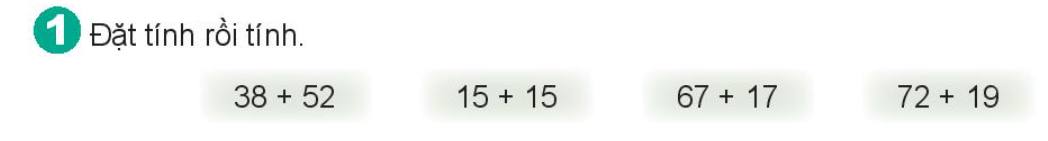 1 Đặt tính rồi tính.
38 + 52 15 + 15 67 + 17 72 + 19